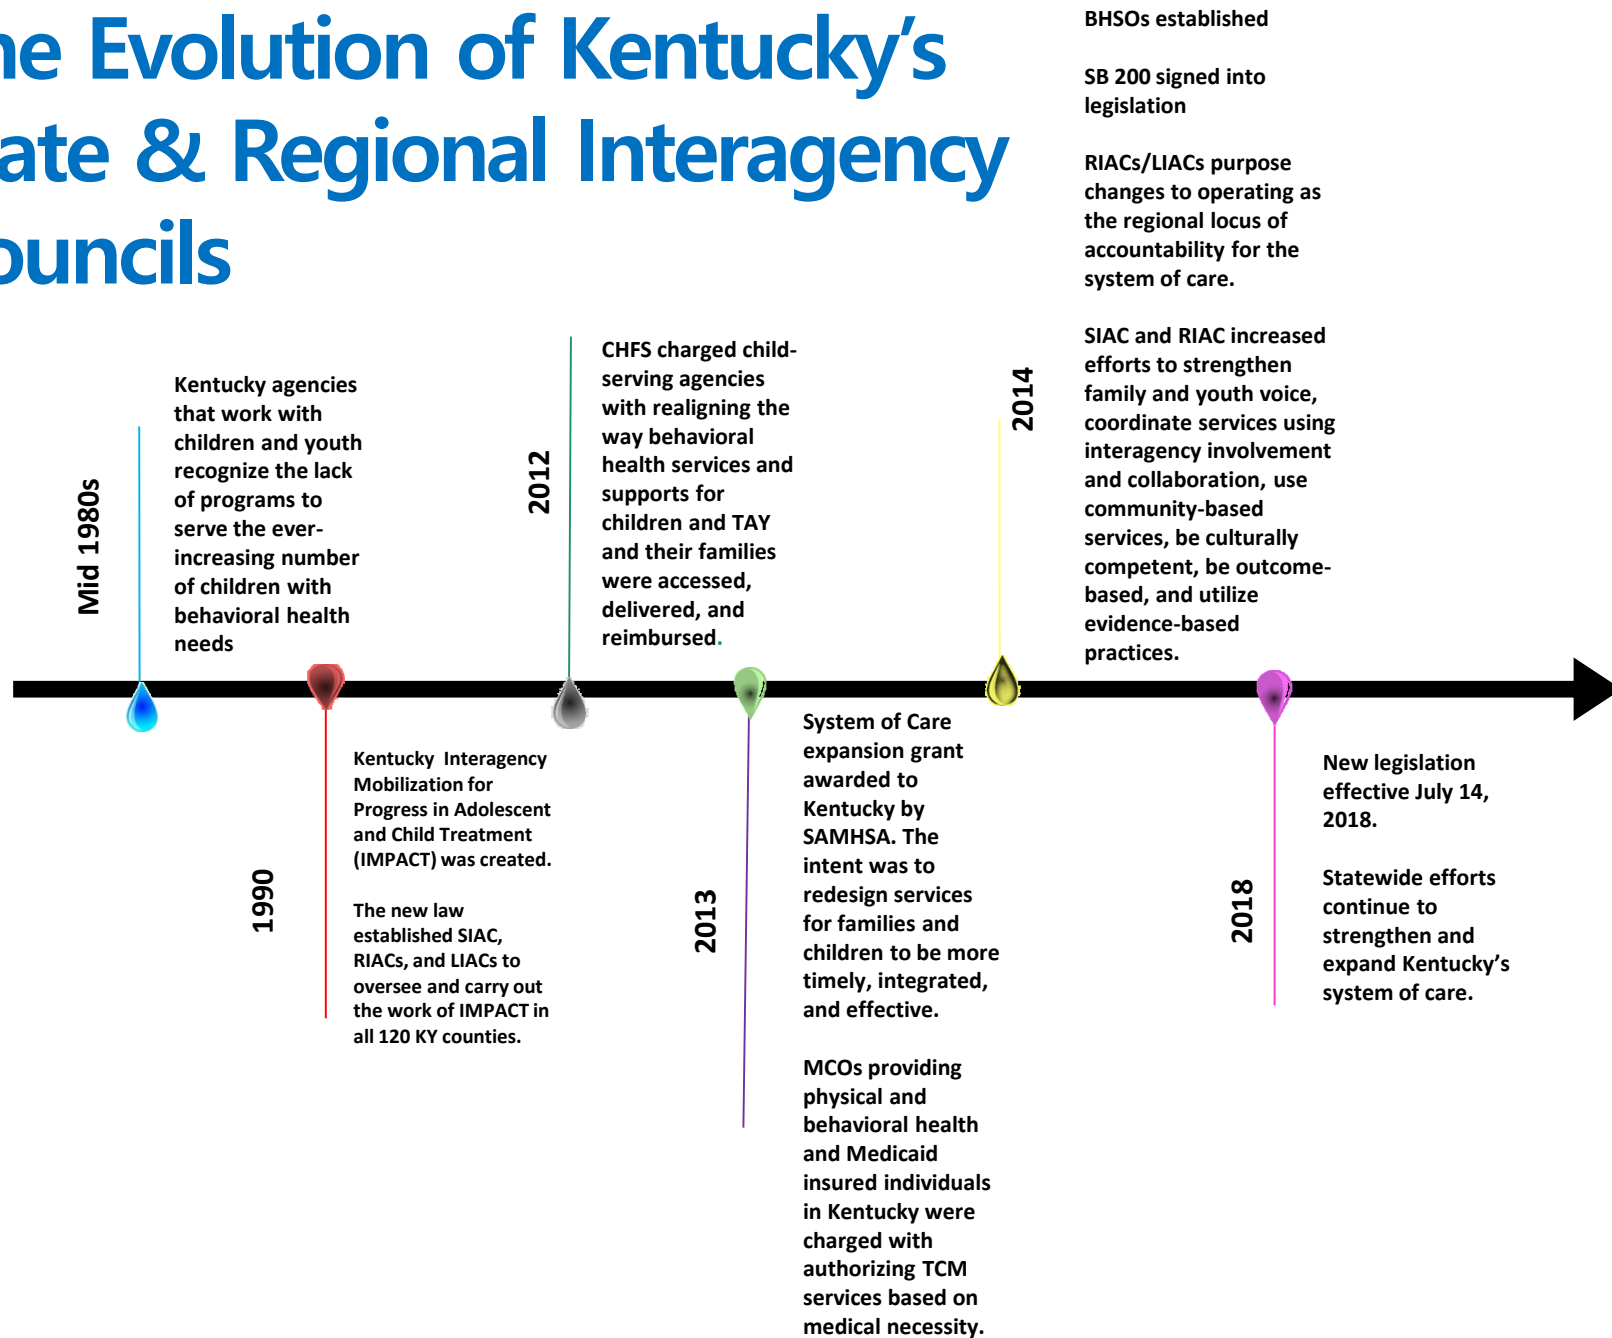 ne Evolution of Kentucky's
ate & Regional Interagency
ouncils
Mid 1980s
Kentucky agencies
that work with
children and youth
recognize the lack
of programs to
serve the ever-
increasing number
of children with
behavioral health
needs
1990
Kentucky  Interagency
Mobilization for
Progress in Adolescent
and Child Treatment
(IMPACT) was created.
The new law
established SIAC,
RIACs, and LIACs to
oversee and carry out
the work of IMPACT in
all 120 KY counties.
2012
CHFS charged child-
serving agencies
with realigning the
way behavioral
health services and
supports for
children and TAY
and their families
were accessed,
delivered, and
reimbursed.
2013
System of Care
expansion grant
awarded to
Kentucky by
SAMHSA. The
intent was to
redesign services
for families and
children to be more
timely, integrated,
and effective.
MCOs providing
physical and
behavioral health
and Medicaid
insured individuals
in Kentucky were
charged with
authorizing TCM
services based on
medical necessity.
2014
BHSOs established
SB 200 signed into
legislation
RIACs/LIACs purpose
changes to operating as
the regional locus of
accountability for the
system of care.
SIAC and RIAC increased
efforts to strengthen
family and youth voice,
coordinate services using
interagency involvement
and collaboration, use
community-based
services, be culturally
competent, be outcome-
based, and utilize
evidence-based
practices.
2018
New legislation
effective July 14,
2018.
Statewide efforts
continue to
strengthen and
expand Kentucky's
system of care.